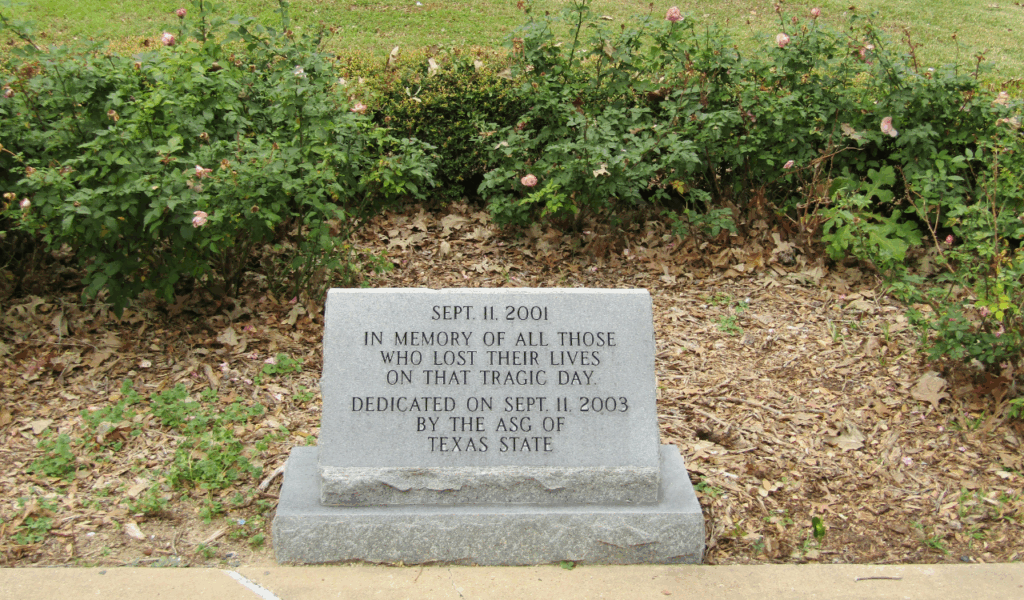 SEPT. 11, 2001
IN MEMORY OF ALL THOSE
WHO LOST THEIR LIVES
ON THAT TRAGIC DAY.
DEDICATED ON SEPT. 11, 2003
BY THE ASG OF
TEXAS STATE